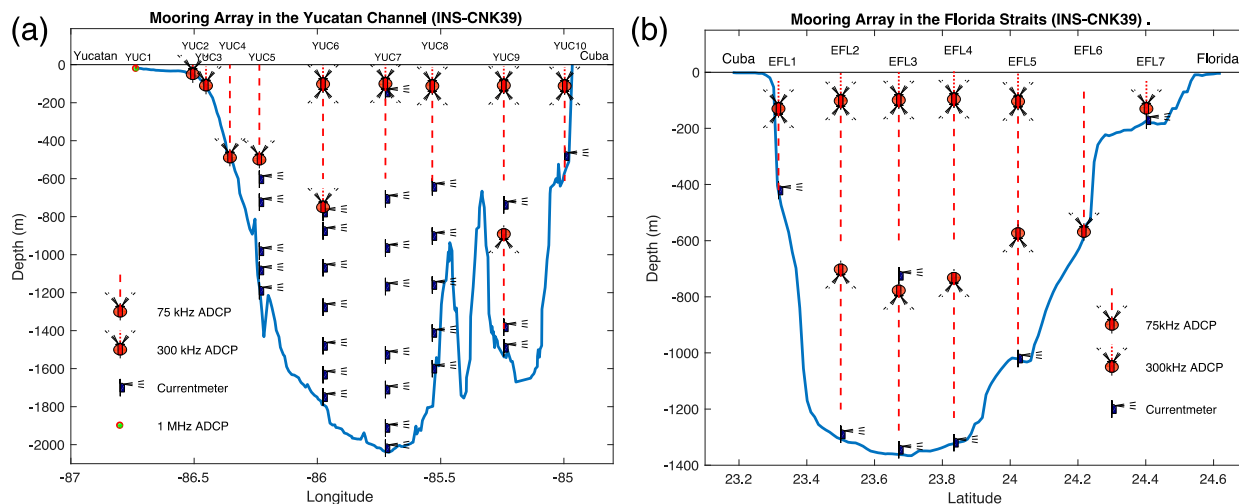 (a)
Mooring Array in the Yucatan Channel (INS-CNK39)
YUC2 YUC4 YUC6 YUC8 YUC10
Yucatan YUC1 YUC3 YUC5 YUC7 YUC9 Cuba
0
-200
-400
-600
-800
-1000
-1200
-1400
-1600
-1800
-2000
Depth (m)
75 kHz ADCP
300 kHz ADCP
Currentmeter
1 MHz ADCP
-87 -86.5 -86 -85.5 -85
Longitude
(b)
Mooring Array in the Florida Straits (INS-CNK39) .
EFL2 EFL4 EFL6
Cuba EFL1 EFL3 EFL5 EFL7 Florida
0
-200
-400
-600
-800
-1000
-1200
-1400
Depth (m)
75kHz ADCP
300kHz ADCP
Currentmeter
23.2 23.4 23.6 23.8 24 24.2 24.4 24.6
Latitude